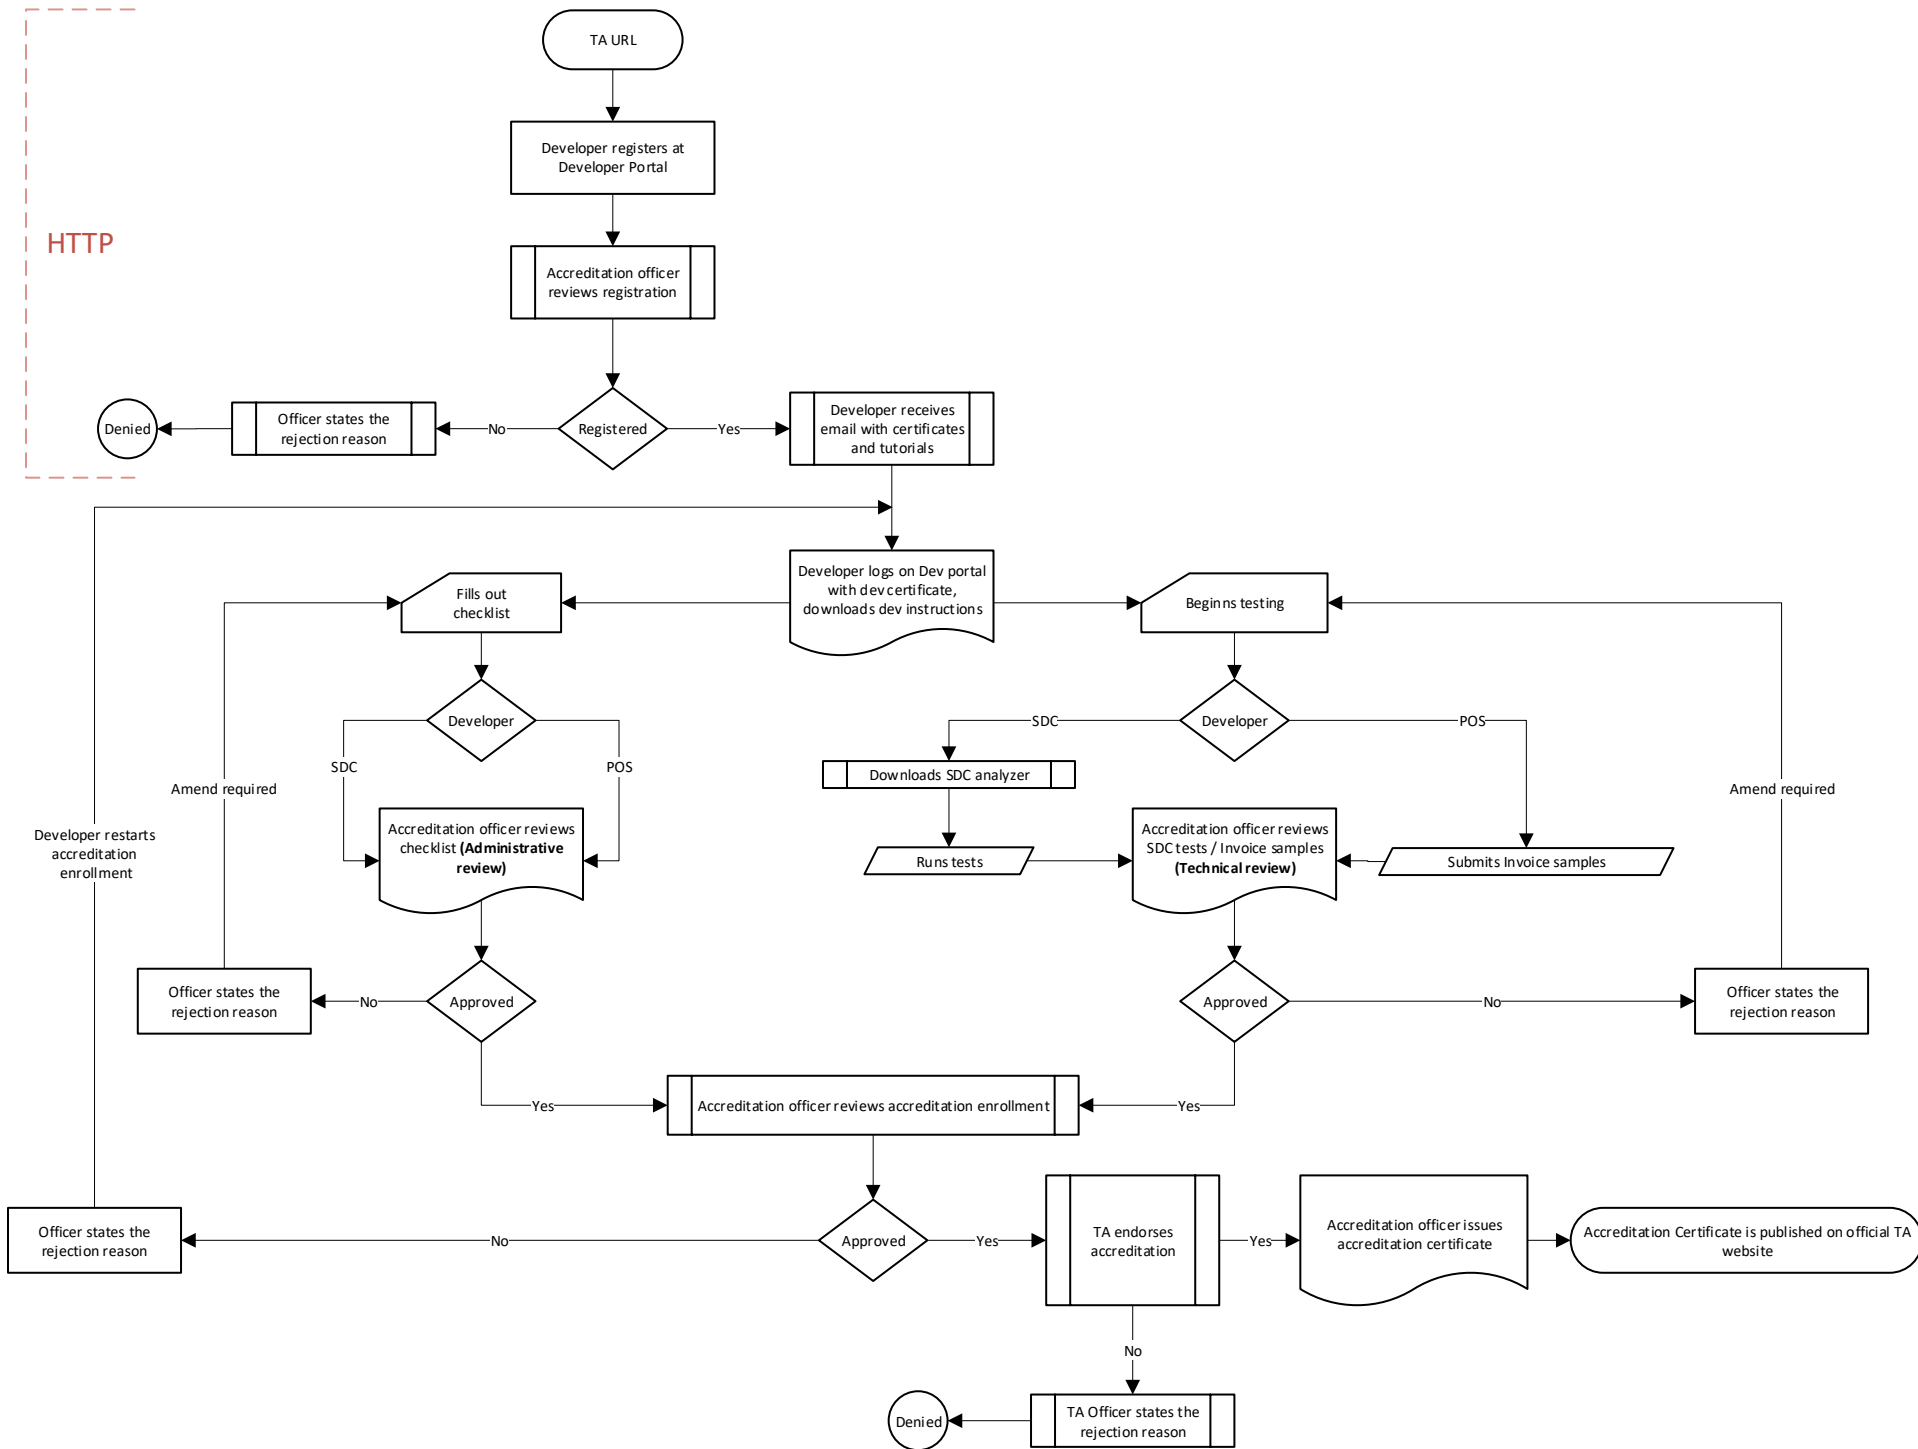 TA URL
Developer registers at
Developer Portal
HTTP
Accreditation officer
reviews registration
Denied
Officer states the
rejection reason
No
Registered
Yes
Developer receives
email with certificates
and tutorials
Fills out
checklist
Developer logs on Dev portal
with dev certificate,
downloads dev instructions
Beginns testing
Developer
SDC
POS
Developer
SDC
POS
Downloads SDC analyzer
Amend required
Amend required
Developer restarts
accreditation
enrollment
Accreditation officer reviews
checklist (Administrative
review)
Runs tests
Accreditation officer reviews
SDC tests / Invoice samples
(Technical review)
Submits Invoice samples
Officer states the
rejection reason
No
Approved
Approved
No
Officer states the
rejection reason
Yes
Accreditation officer reviews accreditation enrollment
Yes
Officer states the
rejection reason
No
Approved
Yes
TA endorses
accreditation
Yes
Accreditation officer issues
accreditation certificate
Accreditation Certificate is published on official TA
website
No
Denied
TA Officer states the
rejection reason